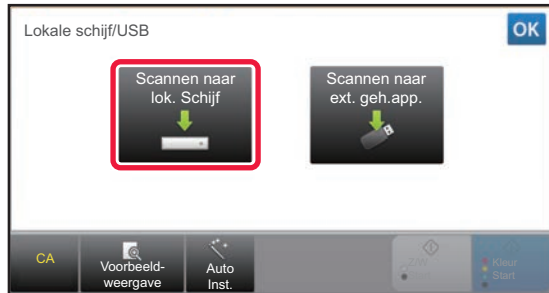 Lokale schijf/USB
OK
Scannen naar
lok. Schijf
Scannen naar
ext. geh.app.
CA
Voorbeeld-
weergave
Auto
Inst.
Z/W
Start
Kleur
Start